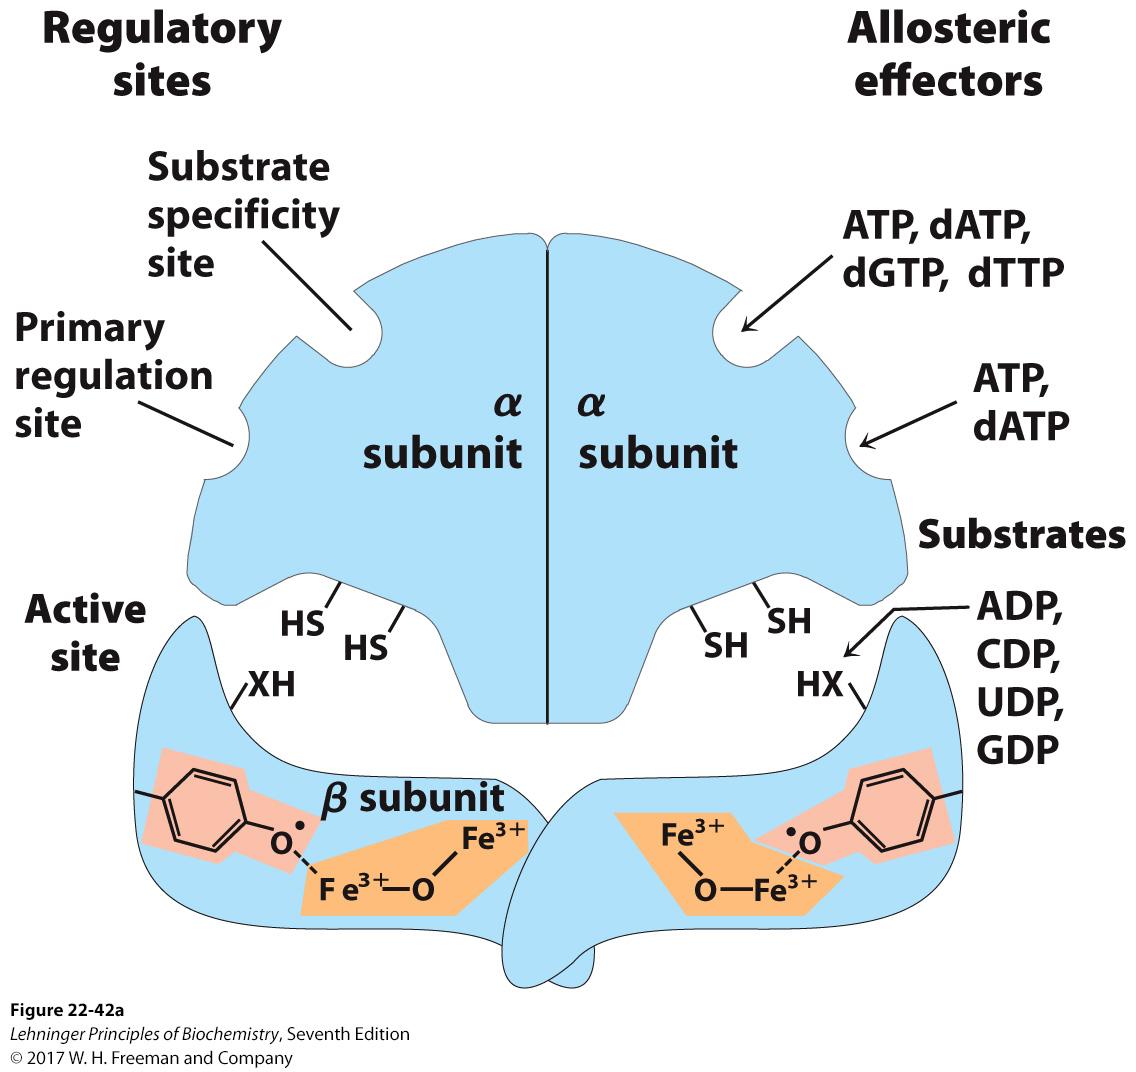 Regulatory
sites
Allosteric
effectors
Substrate
specificity
site
ATP, dATP,
dGTP, dTTP
Primary
regulation
site
ATP,
dATP
α
subunit
α
subunit
Substrates
Active
site
HS
HS
SH
SH
ADP,
CDP,
UDP,
GDP
XH
HX
β subunit
O•
Fe³⁺
Fe³⁺—O
Fe³⁺
•O
O—Fe³⁺
Figure 22-42a
Lehninger Principles of Biochemistry, Seventh Edition
© 2017 W. H. Freeman and Company